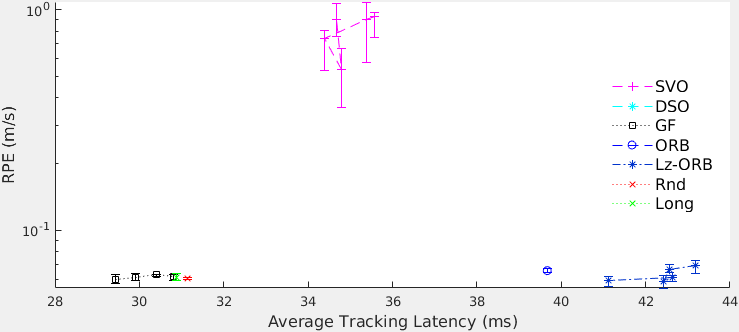 10⁰
10⁻¹
RPE (m/s)
SVO
DSO
GF
ORB
Lz-ORB
Rnd
Long
28 30 32 34 36 38 40 42 44
Average Tracking Latency (ms)